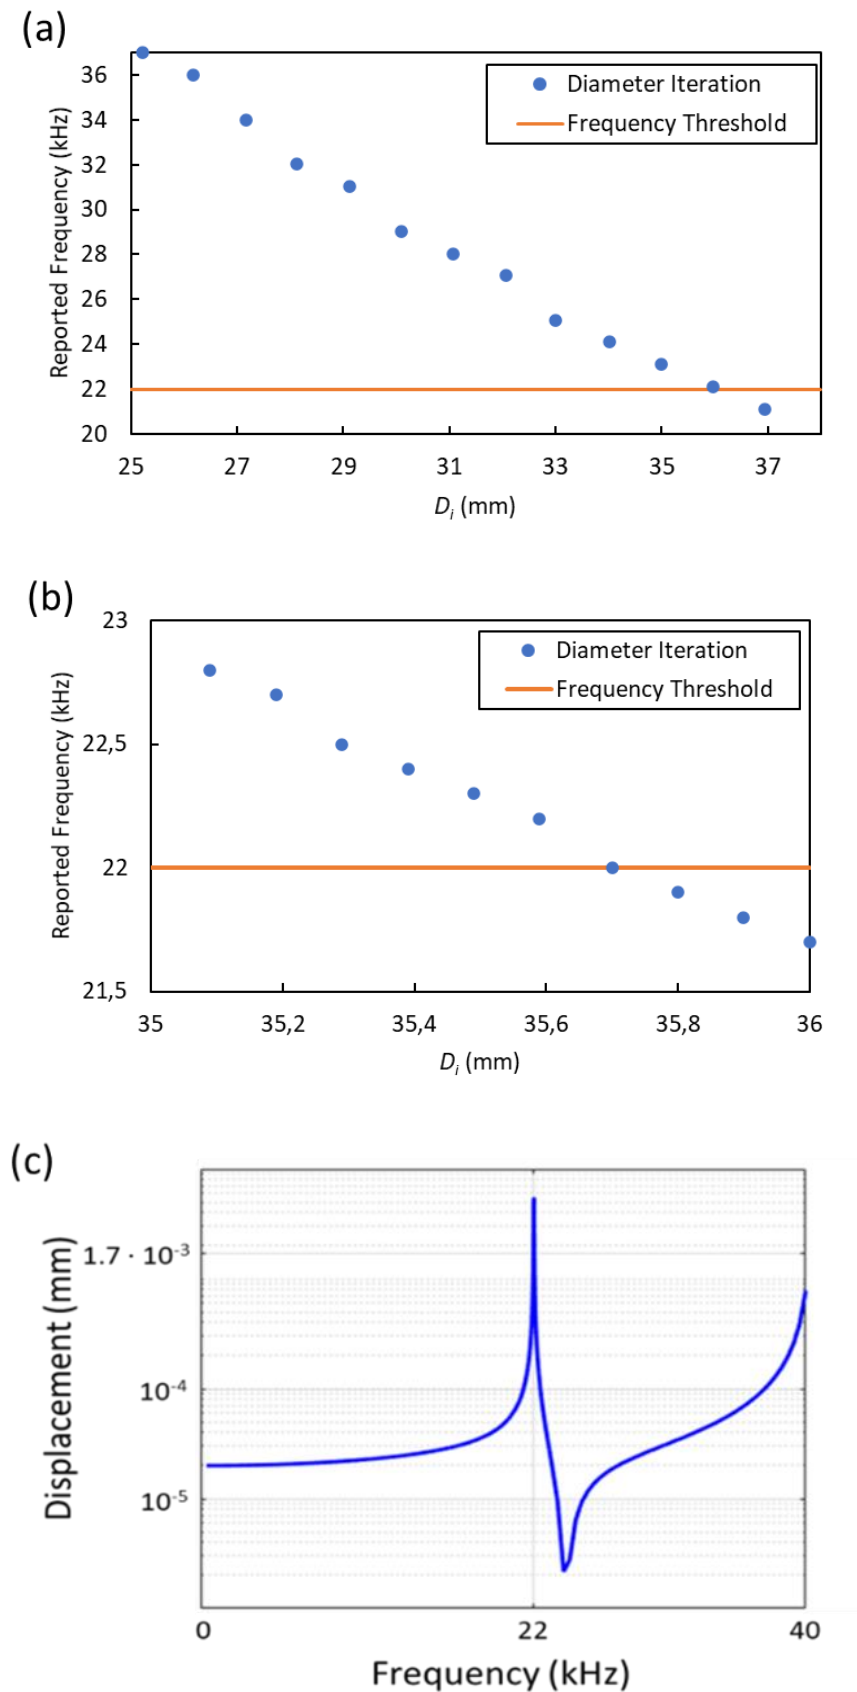 (a)
Reported Frequency (kHz)
36
34
32
30
28
26
24
22
20
Diameter Iteration
Frequency Threshold
25 27 29 31 33 35 37
Di (mm)
(b)
Reported Frequency (kHz)
23
22,5
22
21,5
Diameter Iteration
Frequency Threshold
35 35,2 35,4 35,6 35,8 36
Di (mm)
(c)
Displacement (mm)
1.7 · 10⁻³
10⁻⁴
10⁻⁵
0 22 40
Frequency (kHz)